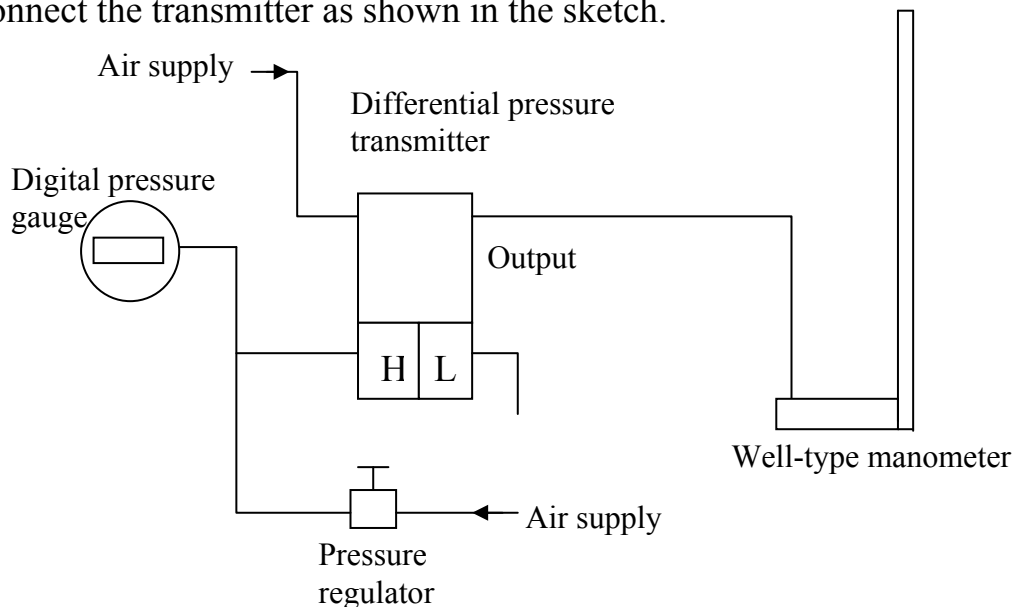 onnect the transmitter as shown in the sketch.
Air supply
Differential pressure
transmitter
Digital pressure
gauge
Output
H L
Well-type manometer
Air supply
Pressure
regulator